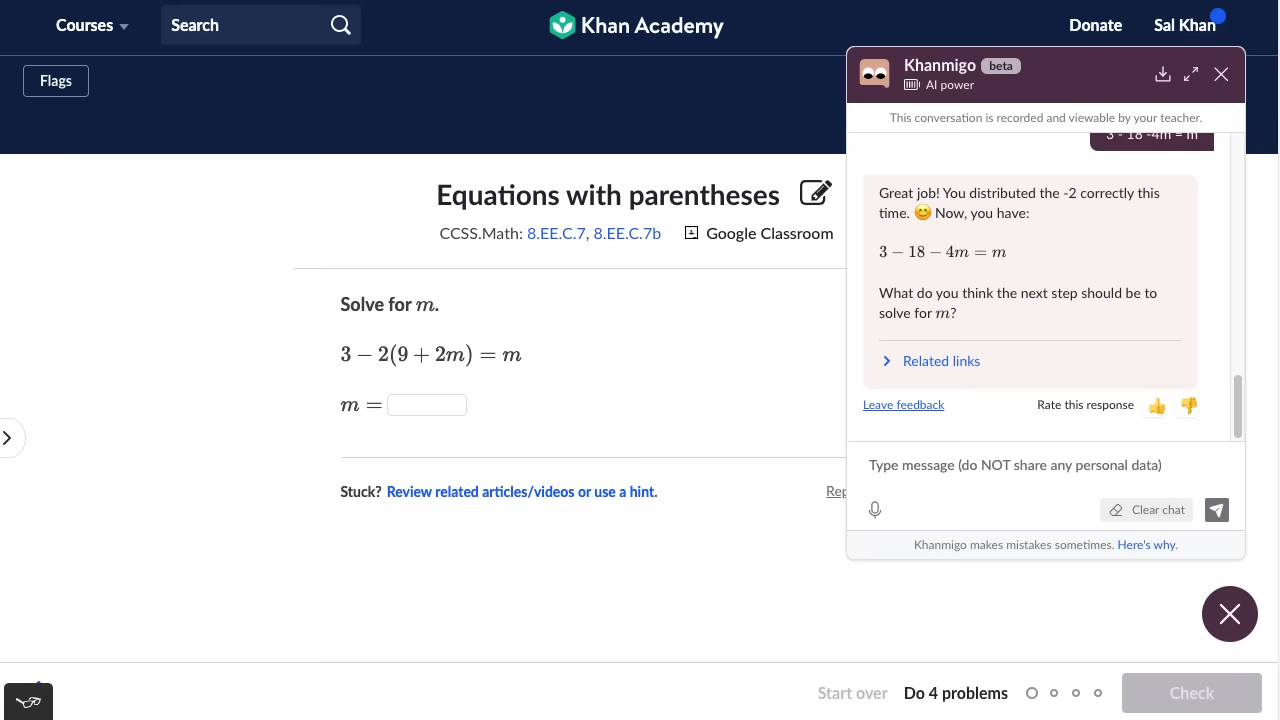 Courses
Search
Khan Academy
Donate
Sal Khan
Flags
Khanmigo beta
AI power
This conversation is recorded and viewable by your teacher.
3 - 18 -4m = m
Great job! You distributed the -2 correctly this
time. 😊 Now, you have:
3 − 18 − 4m = m
What do you think the next step should be to
solve for m?
Related links
Leave feedback
Rate this response 👍 👎
Type message (do NOT share any personal data)
Clear chat
Khanmigo makes mistakes sometimes. Here's why.
Equations with parentheses
CCSS.Math: 8.EE.C.7, 8.EE.C.7b
Google Classroom
Solve for m.
3 − 2(9 + 2m) = m
m =
Stuck? Review related articles/videos or use a hint.
Rep
Start over
Do 4 problems
Check